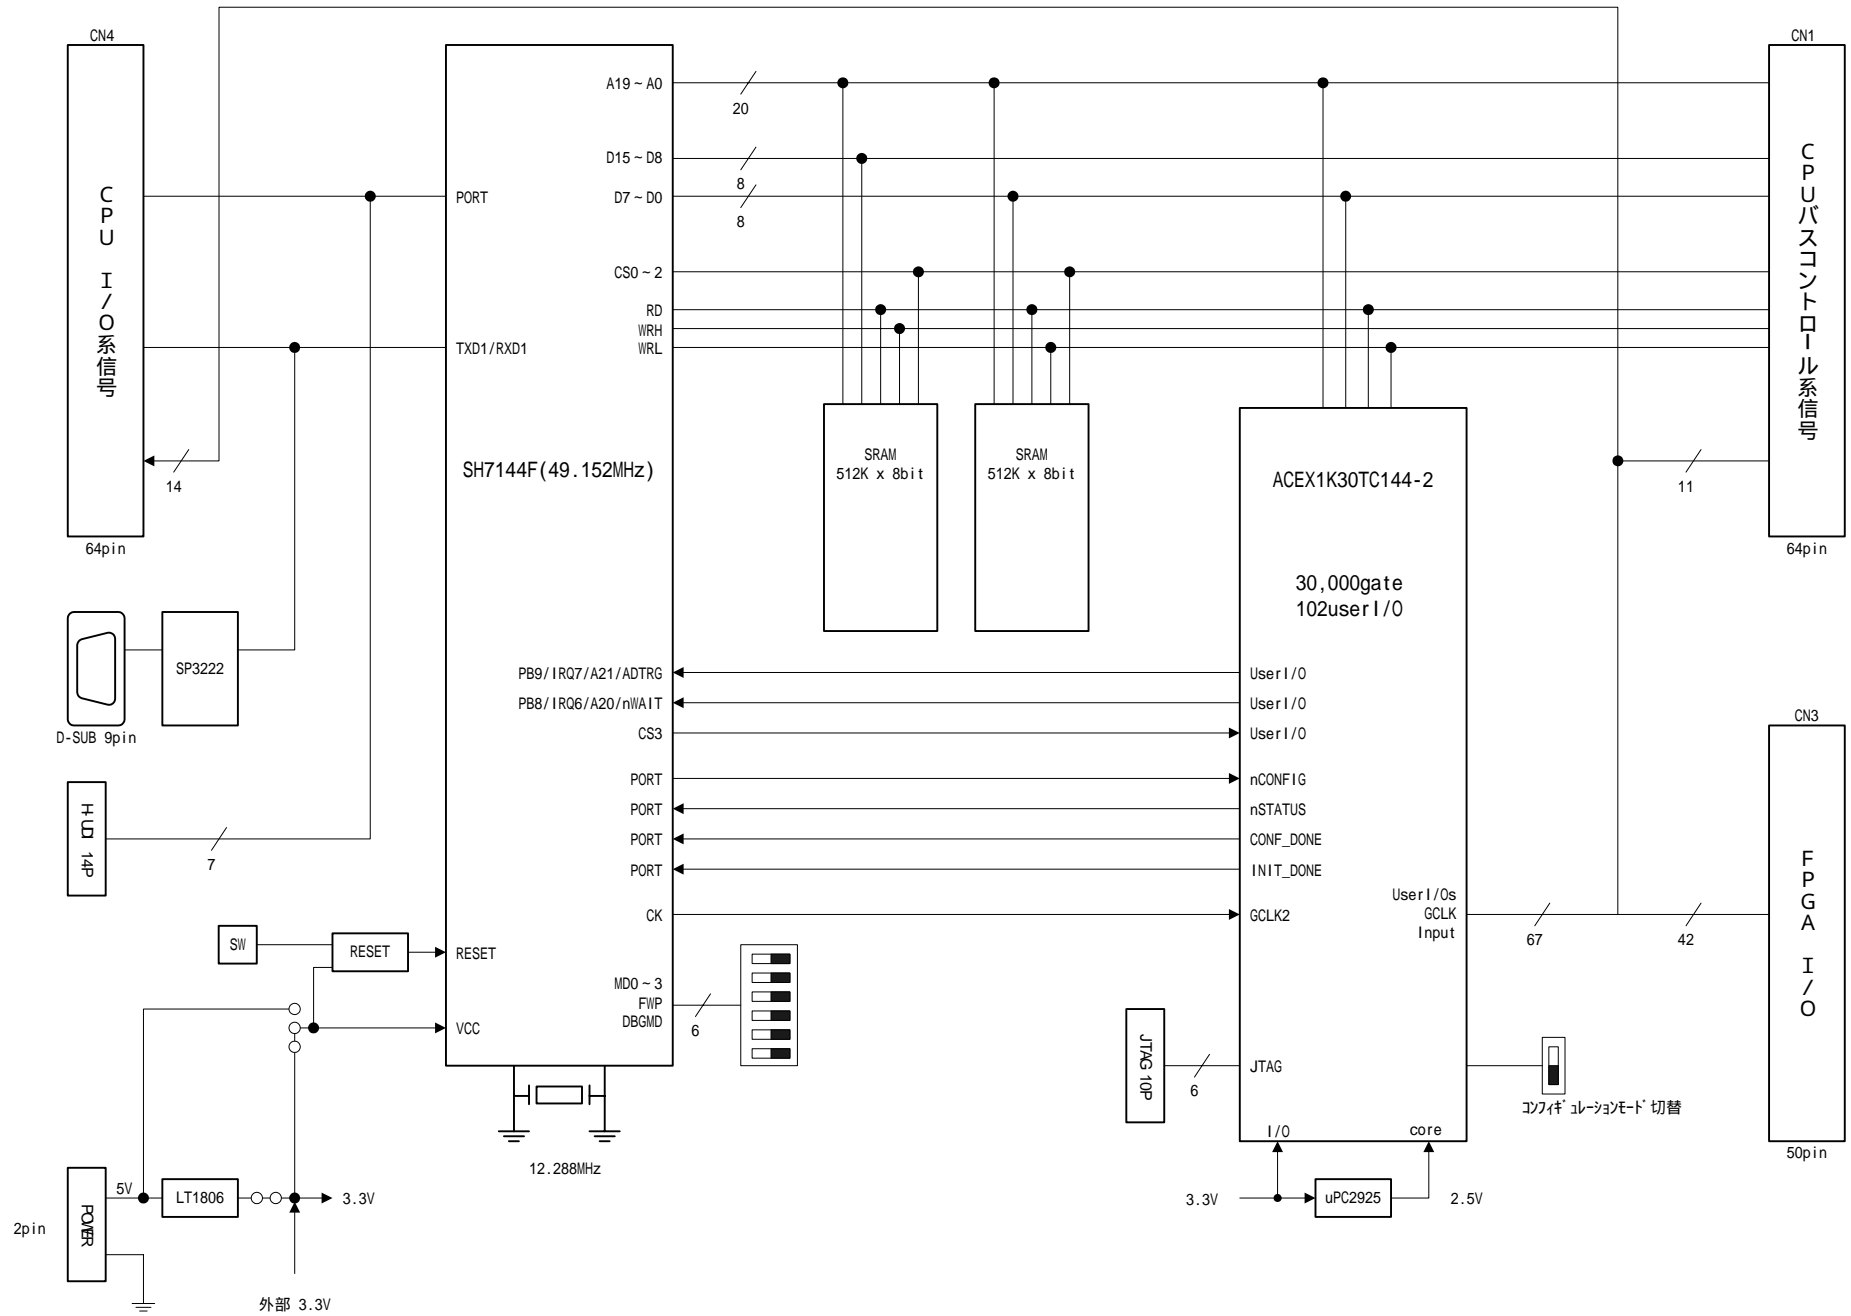 CN4
CPU I/O系信号
64pin
14
PORT
TXD1/RXD1
SH7144F(49.152MHz)
A19~A0
20
D15~D8
8
D7~D0
8
CS0~2
RD
WRH
WRL
SRAM
512K x 8bit
SRAM
512K x 8bit
ACEX1K30TC144-2
30,000gate
102userI/O
CN1
CPUバスコントロール系信号
64pin
11
D-SUB 9pin
SP3222
H-UDI 14P
7
PB9/IRQ7/A21/ADTRG
PB8/IRQ6/A20/nWAIT
CS3
PORT
PORT
PORT
PORT
CK
UserI/O
UserI/O
UserI/O
nCONFIG
nSTATUS
CONF_DONE
INIT_DONE
GCLK2
UserI/Os
GCLK
Input
67
42
CN3
FPGA I/O
50pin
SW
RESET
RESET
VCC
MD0~3
FWP
DBGMD
6
12.288MHz
JTAG 10P
6
JTAG
コンフィギュレーションモード切替
I/O
core
3.3V
uPC2925
2.5V
2pin
POWER
5V
LT1806
3.3V
外部 3.3V